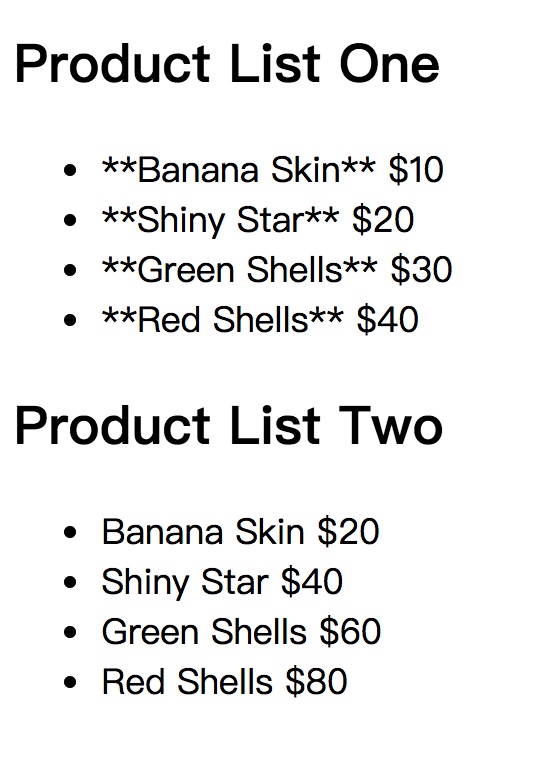 Product List One
• **Banana Skin** $10
• **Shiny Star** $20
• **Green Shells** $30
• **Red Shells** $40
Product List Two
• Banana Skin $20
• Shiny Star $40
• Green Shells $60
• Red Shells $80